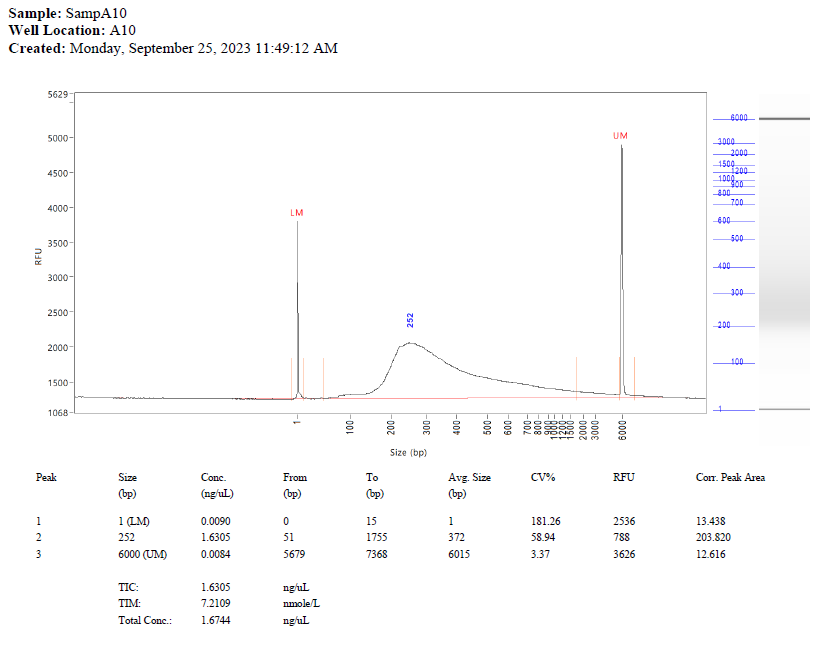 Sample: SampA10
Well Location: A10
Created: Monday, September 25, 2023 11:49:12 AM
5629
5000
4500
4000
3500
3000
2500
2000
1500
1068
RFU
LM
252
UM
1 100 200 300 400 500 600 700 800 900 1000 1200 1500 2000 3000 6000
Size (bp)
6000
3000
2000
1500
1200
1000
900
800
700
600
500
400
300
200
100
1
Peak Size Conc. From To Avg. Size CV% RFU Corr. Peak Area
(bp) (ng/uL) (bp) (bp) (bp)
1 1 (LM) 0.0090 0 15 1 181.26 2536 13.438
2 252 1.6305 51 1755 372 58.94 788 203.820
3 6000 (UM) 0.0084 5679 7368 6015 3.37 3626 12.616
TIC: 1.6305 ng/uL
TIM: 7.2109 nmole/L
Total Conc.: 1.6744 ng/uL